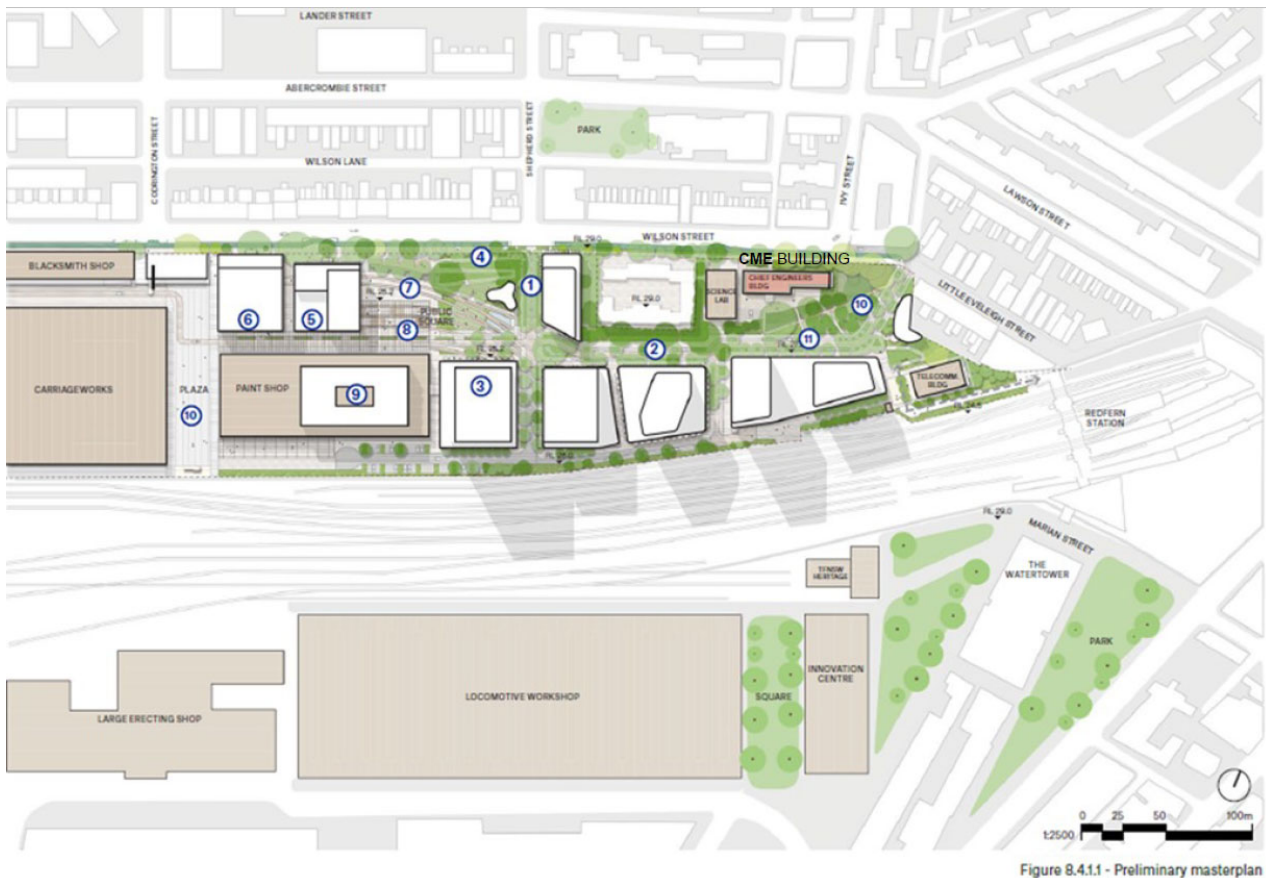 LANDER STREET
ABERCROMBIE STREET
CODRINGTON STREET
SHEPHERD STREET
PARK
WILSON LANE
IVY STREET
LAWSON STREET
RL 29.0
WILSON STREET
BLACKSMITH SHOP
4
CME BUILDING
CHIEF ENGINEERS
BLDG
SCIENCE
LAB
LITTLE EVELEIGH STREET
7
1
RL 25.2
RL 29.0
10
6
5
PUBLIC
SQUARE
8
2
11
CARRIAGEWORKS
PLAZA
10
PAINT SHOP
9
3
TELECOMM.
BLDG
REDFERN
STATION
RL 29.0
MARIAN STREET
THE
WATERTOWER
TFNSW
HERITAGE
PARK
INNOVATION
CENTRE
LOCOMOTIVE WORKSHOP
SQUARE
LARGE ERECTING SHOP
0 25 50 100m
1:2500
Figure 8.4.1.1 - Preliminary masterplan